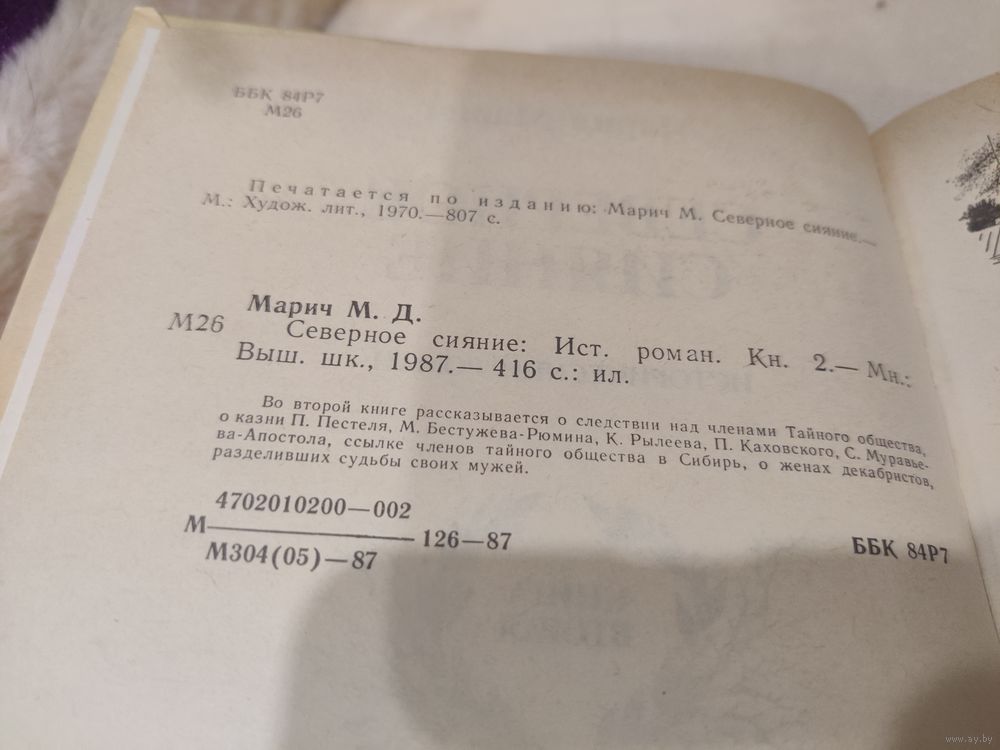 ББК 84Р7
М26
Печатается по изданию: Марич М. Северное сияние.—
М.: Худож. лит., 1970.—807 с.
Марич М. Д.
М26 Северное сияние: Ист. роман. Кн. 2.— Мн.:
Выш. шк., 1987.— 416 с.: ил.
Во второй книге рассказывается о следствии над членами Тайного общества,
о казни П. Пестеля, М. Бестужева-Рюмина, К. Рылеева, П. Каховского, С. Муравье-
ва-Апостола, ссылке членов тайного общества в Сибирь, о женах декабристов,
разделивших судьбы своих мужей.
4702010200—002
М 126—87
М304(05)—87
ББК 84Р7
www.ay.by